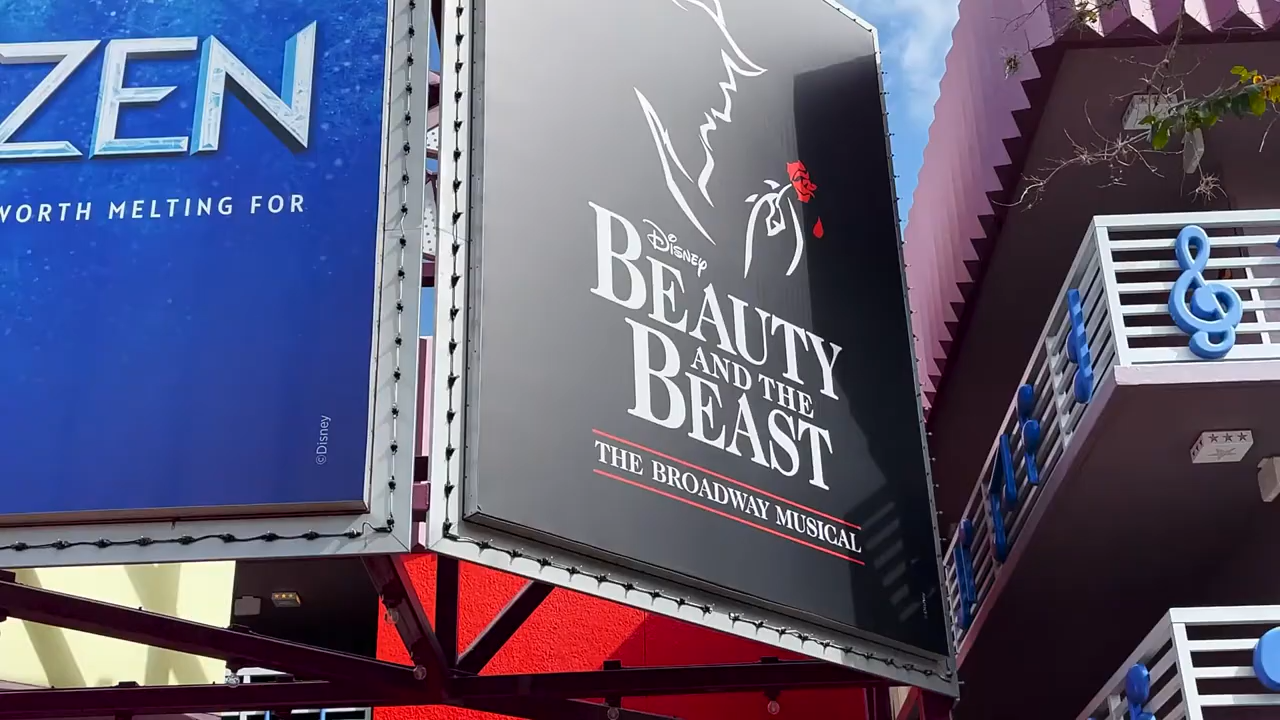 ZEN
WORTH MELTING FOR
©Disney
Disney
BEAUTY
AND THE
BEAST
THE BROADWAY MUSICAL